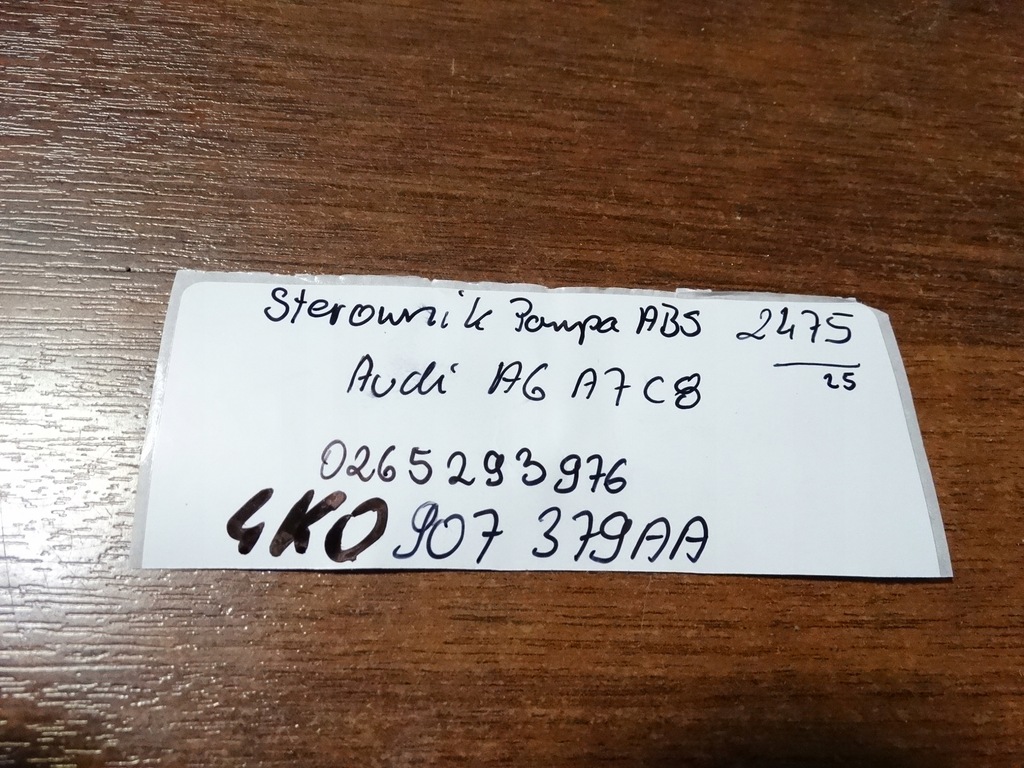 Sterownik Pompa ABS 2475
25
Audi A6 A7 C8
0265293976
4K0 907 379AA